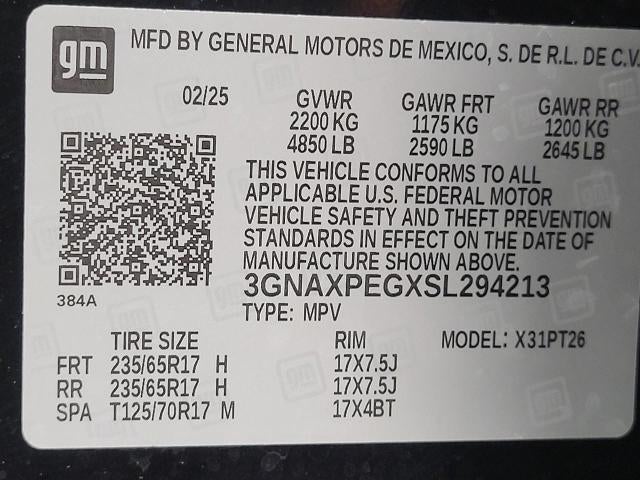 gm
MFD BY GENERAL MOTORS DE MEXICO, S. DE R.L. DE C.V.
02/25 GVWR GAWR FRT GAWR RR
2200 KG 1175 KG 1200 KG
4850 LB 2590 LB 2645 LB
THIS VEHICLE CONFORMS TO ALL
APPLICABLE U.S. FEDERAL MOTOR
VEHICLE SAFETY AND THEFT PREVENTION
STANDARDS IN EFFECT ON THE DATE OF
MANUFACTURE SHOWN ABOVE.
384A
3GNAXPEGXSL294213
TYPE: MPV
TIRE SIZE RIM MODEL: X31PT26
FRT 235/65R17 H 17X7.5J
RR 235/65R17 H 17X7.5J
SPA T125/70R17 M 17X4BT